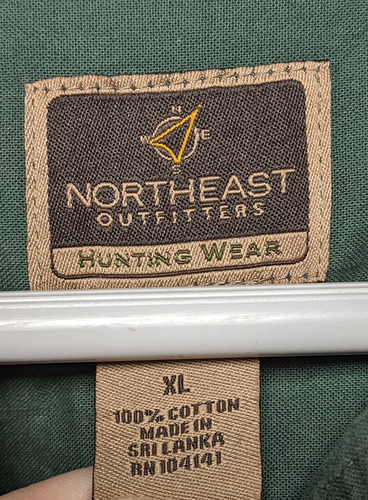 N
W E
S
NORTHEAST
OUTFITTERS
HUNTING WEAR
XL
100% COTTON
MADE IN
SRI LANKA
RN 104141